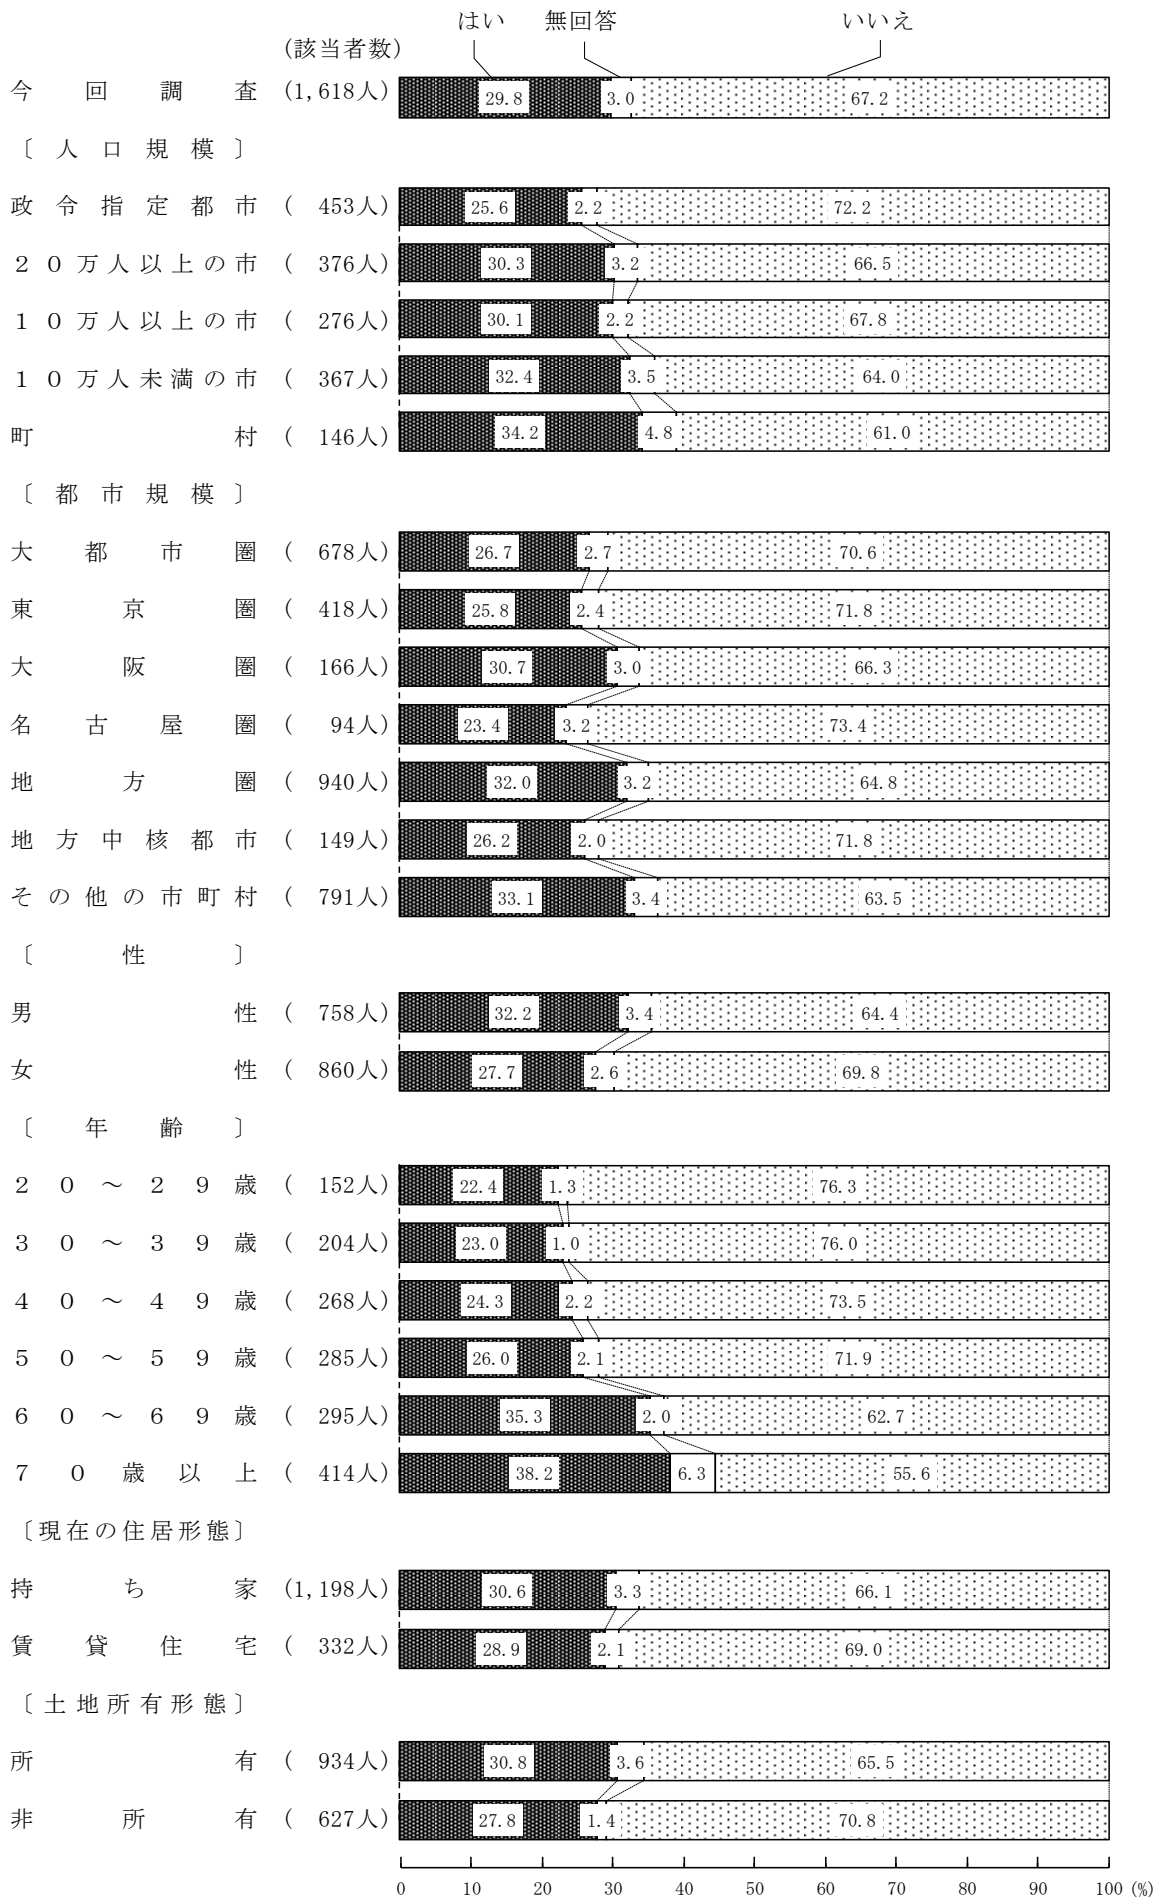 はい 無回答 いいえ
(該当者数)
今回調査 (1,618人) 29.8 3.0 67.2
〔人口規模〕
政令指定都市 ( 453人) 25.6 2.2 72.2
２０万人以上の市 ( 376人) 30.3 3.2 66.5
１０万人以上の市 ( 276人) 30.1 2.2 67.8
１０万人未満の市 ( 367人) 32.4 3.5 64.0
町村 ( 146人) 34.2 4.8 61.0
〔都市規模〕
大都市圏 ( 678人) 26.7 2.7 70.6
東京圏 ( 418人) 25.8 2.4 71.8
大阪圏 ( 166人) 30.7 3.0 66.3
名古屋圏 ( 94人) 23.4 3.2 73.4
地方圏 ( 940人) 32.0 3.2 64.8
地方中核都市 ( 149人) 26.2 2.0 71.8
その他の市町村 ( 791人) 33.1 3.4 63.5
〔性〕
男性 ( 758人) 32.2 3.4 64.4
女性 ( 860人) 27.7 2.6 69.8
〔年齢〕
２０～２９歳 ( 152人) 22.4 1.3 76.3
３０～３９歳 ( 204人) 23.0 1.0 76.0
４０～４９歳 ( 268人) 24.3 2.2 73.5
５０～５９歳 ( 285人) 26.0 2.1 71.9
６０～６９歳 ( 295人) 35.3 2.0 62.7
７０歳以上 ( 414人) 38.2 6.3 55.6
〔現在の住居形態〕
持ち家 (1,198人) 30.6 3.3 66.1
賃貸住宅 ( 332人) 28.9 2.1 69.0
〔土地所有形態〕
所有 ( 934人) 30.8 3.6 65.5
非所有 ( 627人) 27.8 1.4 70.8
0 10 20 30 40 50 60 70 80 90 100 (%)